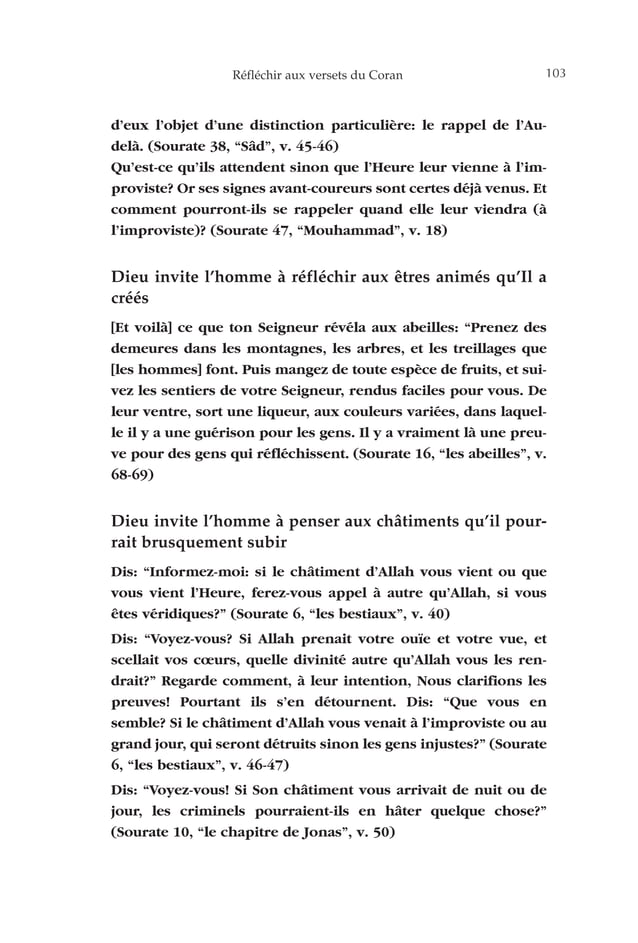 Réfléchir aux versets du Coran 103
d’eux l’objet d’une distinction particulière: le rappel de l’Au-
delà. (Sourate 38, “Sâd”, v. 45-46)
Qu’est-ce qu’ils attendent sinon que l’Heure leur vienne à l’im-
proviste? Or ses signes avant-coureurs sont certes déjà venus. Et
comment pourront-ils se rappeler quand elle leur viendra (à
l’improviste)? (Sourate 47, “Mouhammad”, v. 18)
Dieu invite l’homme à réfléchir aux êtres animés qu’Il a
créés
[Et voilà] ce que ton Seigneur révéla aux abeilles: “Prenez des
demeures dans les montagnes, les arbres, et les treillages que
[les hommes] font. Puis mangez de toute espèce de fruits, et sui-
vez les sentiers de votre Seigneur, rendus faciles pour vous. De
leur ventre, sort une liqueur, aux couleurs variées, dans laquel-
le il y a une guérison pour les gens. Il y a vraiment là une preu-
ve pour des gens qui réfléchissent. (Sourate 16, “les abeilles”, v.
68-69)
Dieu invite l’homme à penser aux châtiments qu’il pour-
rait brusquement subir
Dis: “Informez-moi: si le châtiment d’Allah vous vient ou que
vous vient l’Heure, ferez-vous appel à autre qu’Allah, si vous
êtes véridiques?” (Sourate 6, “les bestiaux”, v. 40)
Dis: “Voyez-vous? Si Allah prenait votre ouïe et votre vue, et
scellait vos cœurs, quelle divinité autre qu’Allah vous les ren-
drait?” Regarde comment, à leur intention, Nous clarifions les
preuves! Pourtant ils s’en détournent. Dis: “Que vous en
semble? Si le châtiment d’Allah vous venait à l’improviste ou au
grand jour, qui seront détruits sinon les gens injustes?” (Sourate
6, “les bestiaux”, v. 46-47)
Dis: “Voyez-vous! Si Son châtiment vous arrivait de nuit ou de
jour, les criminels pourraient-ils en hâter quelque chose?”
(Sourate 10, “le chapitre de Jonas”, v. 50)